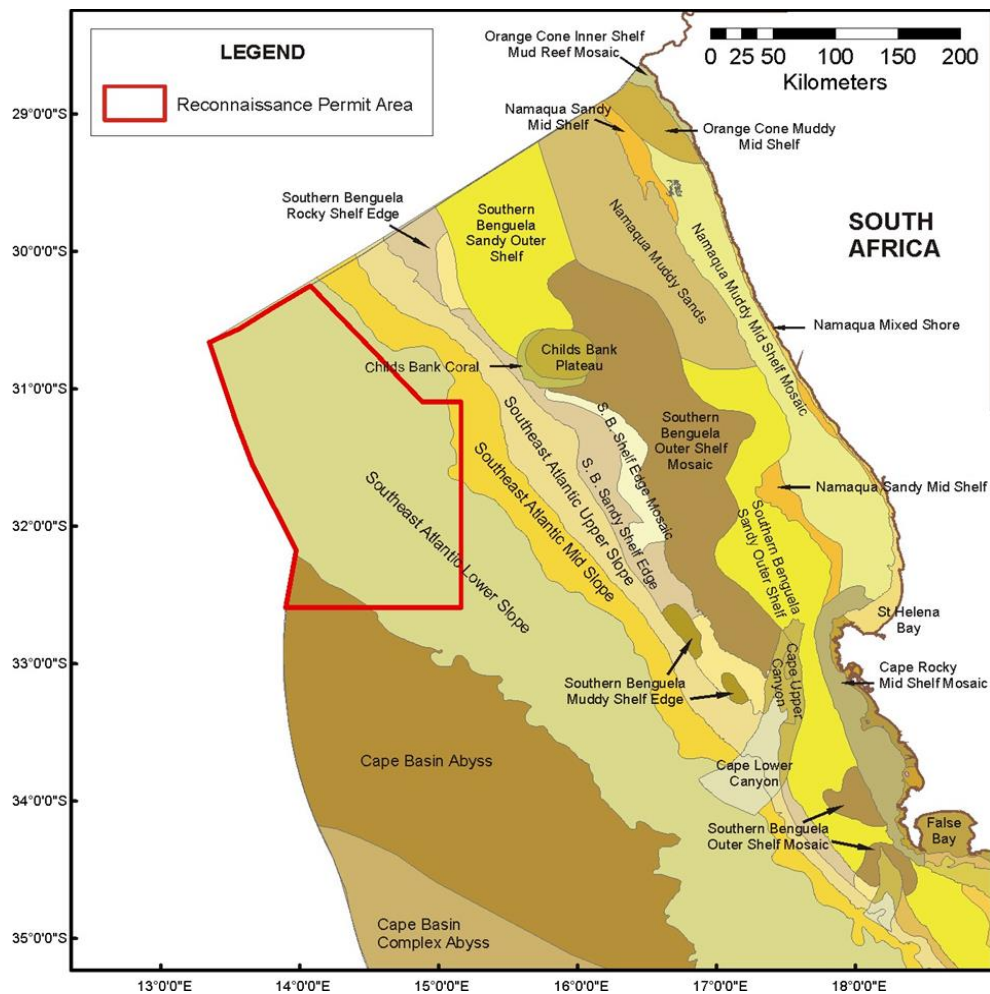 LEGEND
Reconnaissance Permit Area
Orange Cone Inner Shelf
Mud Reef Mosaic
0 25 50 100 150 200
Kilometers
29°0'0"S
30°0'0"S
31°0'0"S
32°0'0"S
33°0'0"S
34°0'0"S
35°0'0"S
Namaqua Sandy
Mid Shelf
Orange Cone Muddy
Mid Shelf
Southern Benguela
Rocky Shelf Edge
Southern
Benguela
Sandy Outer
Shelf
SOUTH
AFRICA
Namaqua Muddy Sands
Namaqua Muddy Mid Shelf Mosaic
Namaqua Mixed Shore
Childs Bank Coral
Childs Bank
Plateau
Southern
Benguela
Outer Shelf
Mosaic
S. B. Shelf Edge Mosaic
S. B. Sandy Shelf Edge
Southeast Atlantic Upper Slope
Southeast Atlantic Mid Slope
Southeast Atlantic Lower Slope
Namaqua Sandy Mid Shelf
Southern Benguela
Sandy Outer Shelf
St Helena
Bay
Cape Rocky
Mid Shelf Mosaic
Southern Benguela
Muddy Shelf Edge
Cape Upper
Canyon
Cape Basin Abyss
Cape Lower
Canyon
Southern Benguela
Outer Shelf Mosaic
False
Bay
Cape Basin
Complex Abyss
13°0'0"E
14°0'0"E
15°0'0"E
16°0'0"E
17°0'0"E
18°0'0"E